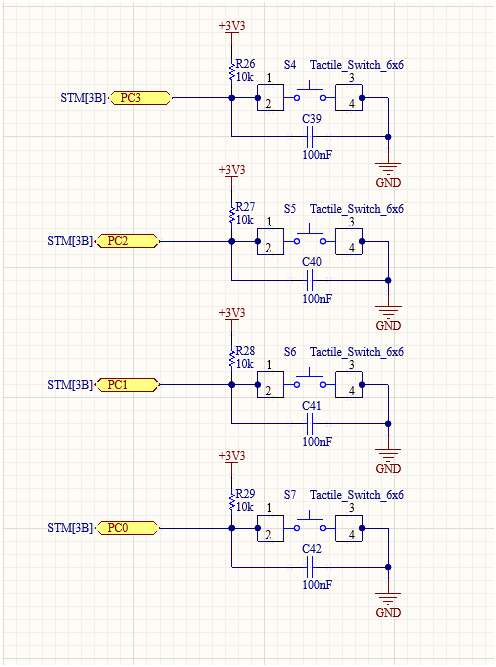 +3V3
R26
10k
S4 Tactile_Switch_6x6
1 3
STM[3B] PC3
2 4
C39
100nF
GND
+3V3
R27
10k
S5 Tactile_Switch_6x6
1 3
STM[3B] PC2
2 4
C40
100nF
GND
+3V3
R28
10k
S6 Tactile_Switch_6x6
1 3
STM[3B] PC1
2 4
C41
100nF
GND
+3V3
R29
10k
S7 Tactile_Switch_6x6
1 3
STM[3B] PC0
2 4
C42
100nF
GND